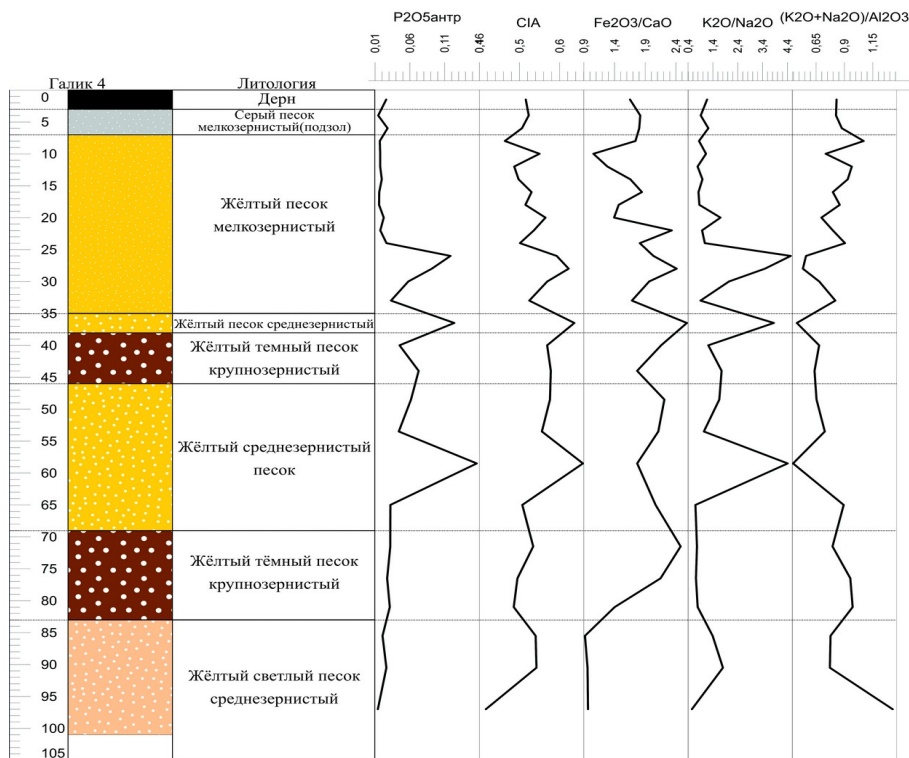 P2O5антр CIA Fe2O3/CaO K2O/Na2O (K2O+Na2O)/Al2O3
0,01 0,06 0,11 0,46 0,5 0,6 0,9 1,4 1,9 2,4 0,4 1,4 2,4 3,4 4,4 0,65 0,9 1,15
Галик 4 Литология
0 Дерн
5 Серый песок
мелкозернистый(подзол)
10
15
Жёлтый песок
20 мелкозернистый
25
30
35
Жёлтый песок среднезернистый
40 Жёлтый темный песок
крупнозернистый
45
50
55 Жёлтый среднезернистый
60 песок
65
70
Жёлтый тёмный песок
75 крупнозернистый
80
85
90 Жёлтый светлый песок
95 среднезернистый
100
105